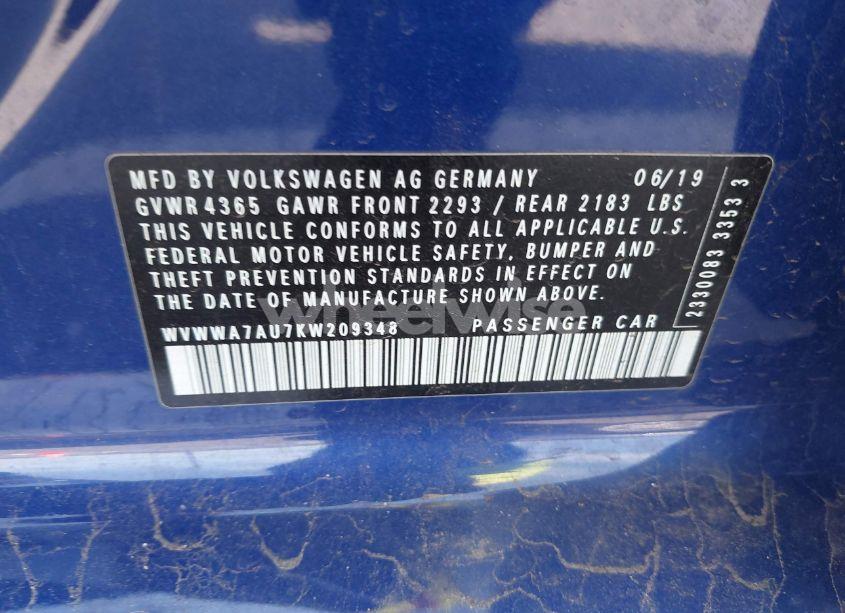 MFD BY VOLKSWAGEN AG GERMANY 06/19
GVWR 4365 GAWR FRONT 2293 / REAR 2183 LBS
THIS VEHICLE CONFORMS TO ALL APPLICABLE U.S.
FEDERAL MOTOR VEHICLE SAFETY, BUMPER AND
THEFT PREVENTION STANDARDS IN EFFECT ON
THE DATE OF MANUFACTURE SHOWN ABOVE.
WVWWA7AU7KW209348 PASSENGER CAR
2330083 3353 3
wheelwise